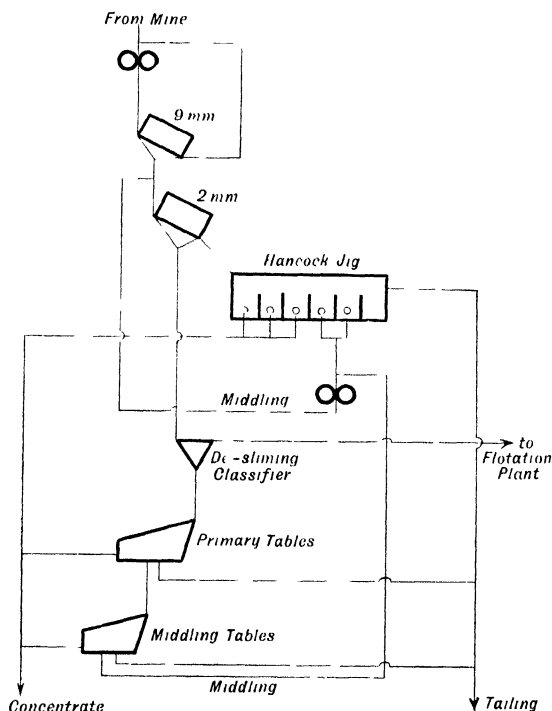 From Mine
9 mm
2 mm
Hancock Jig
Middling
to
Flotation
Plant
De-sliming
Classifier
Primary Tables
Middling Tables
Middling
Concentrate
Tailing